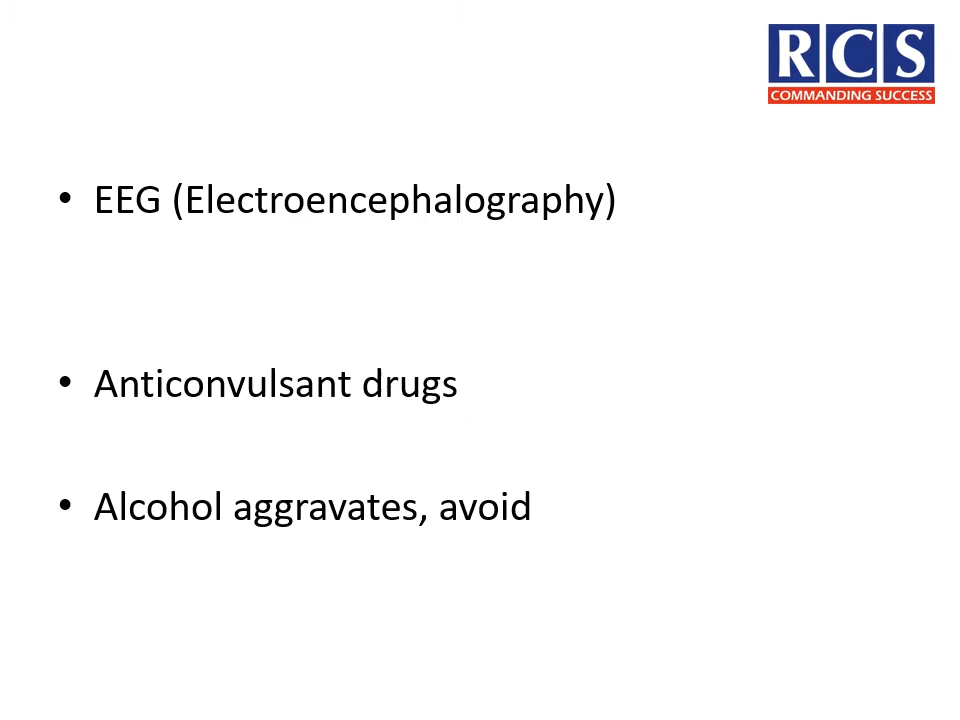 RCS
COMMANDING SUCCESS
• EEG (Electroencephalography)
• Anticonvulsant drugs
• Alcohol aggravates, avoid